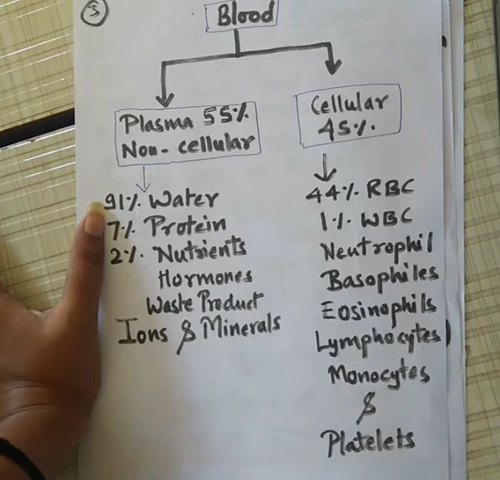 3
Blood
Plasma 55%
Non-cellular
91% Water
7% Protein
2% Nutrients
Hormones
Waste Product
Ions & Minerals
Cellular
45%.
44% RBC
1% WBC
Neutrophil
Basophiles
Eosinophils
Lymphocytes
Monocytes
&
Platelets